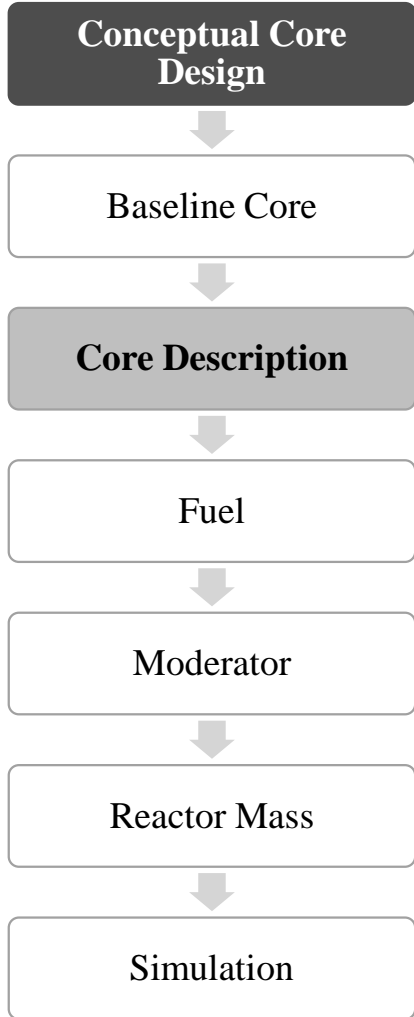 Conceptual Core
Design
Baseline Core
Core Description
Fuel
Moderator
Reactor Mass
Simulation